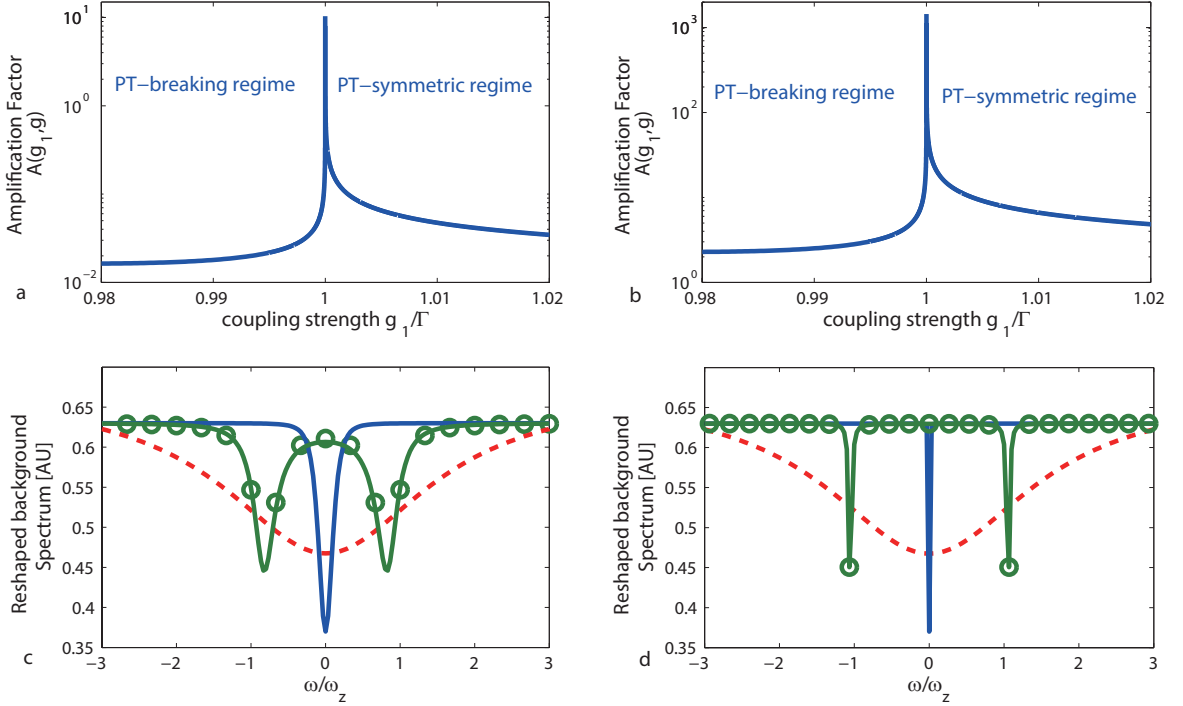 10^1
10^0
10^-2
Amplification Factor
A(g_1,g)
PT-breaking regime
PT-symmetric regime
0.98
0.99
1
1.01
1.02
a
coupling strength g_1/Γ
10^3
10^2
10^0
Amplification Factor
A(g_1,g)
PT-breaking regime
PT-symmetric regime
0.98
0.99
1
1.01
1.02
b
coupling strength g_1/Γ
0.65
0.6
0.55
0.5
0.45
0.4
0.35
Reshaped background
Spectrum [AU]
-3
-2
-1
0
1
2
3
c
ω/ω_z
0.65
0.6
0.55
0.5
0.45
0.4
0.35
Reshaped background
Spectrum [AU]
-3
-2
-1
0
1
2
3
d
ω/ω_z